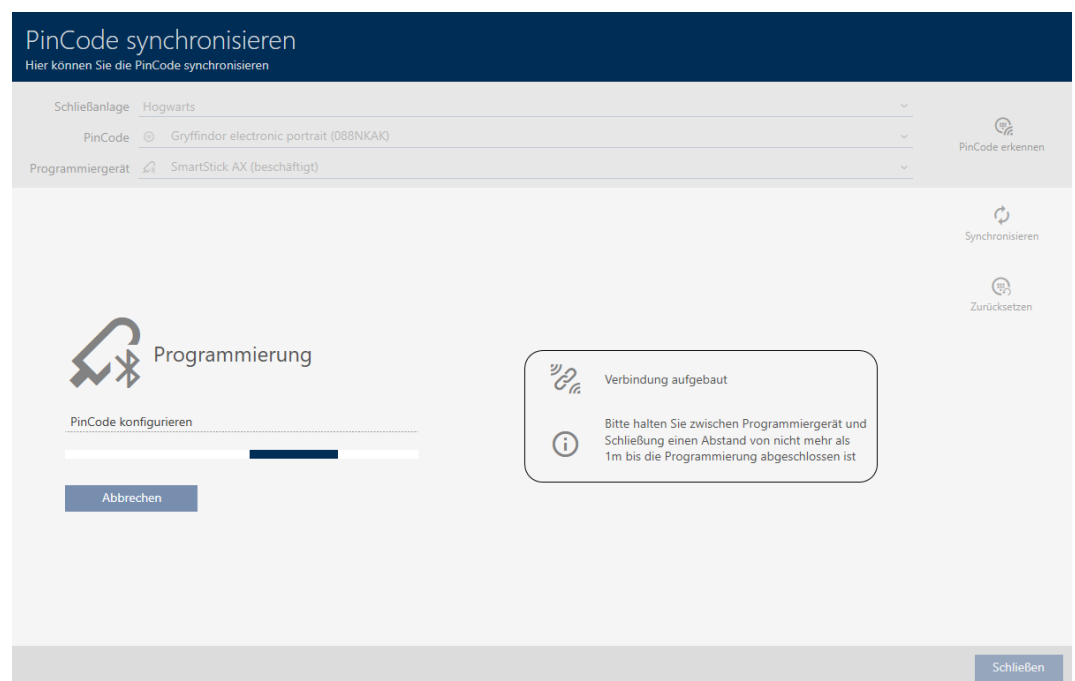 PinCode synchronisieren
Hier können Sie die PinCode synchronisieren
Schließanlage Hogwarts
PinCode Gryffindor electronic portrait (088NKAK)
Programmiergerät SmartStick AX (beschäftigt)
PinCode erkennen
Synchronisieren
Zurücksetzen
Programmierung
PinCode konfigurieren
Abbrechen
Verbindung aufgebaut
Bitte halten Sie zwischen Programmiergerät und
Schließung einen Abstand von nicht mehr als
1m bis die Programmierung abgeschlossen ist
Schließen